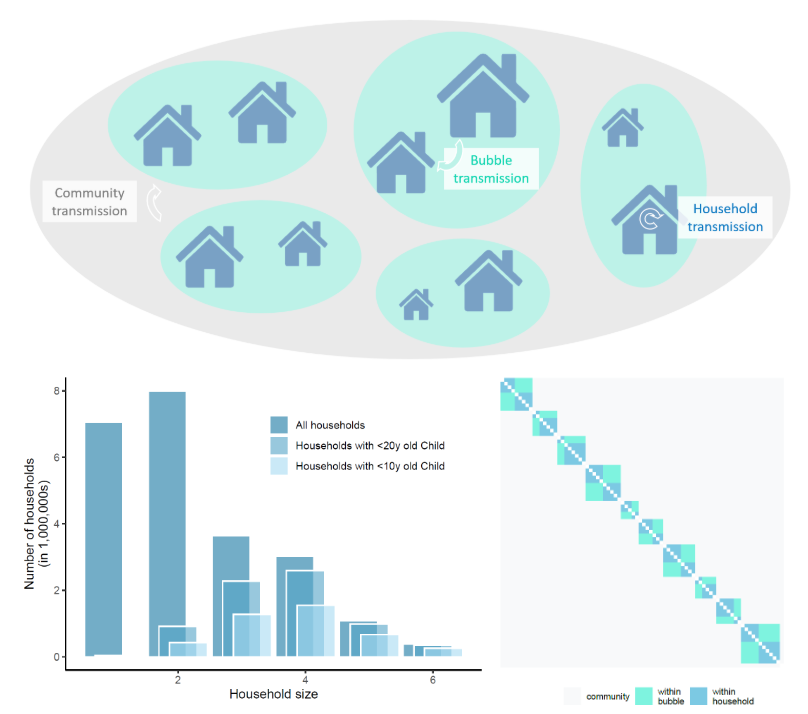 Bubble
transmission
Community
transmission
Household
transmission
8
6
4
2
0
Number of households
(in 1,000,000s)
All households
Households with <20y old Child
Households with <10y old Child
2 4 6
Household size
community
within
bubble
within
household